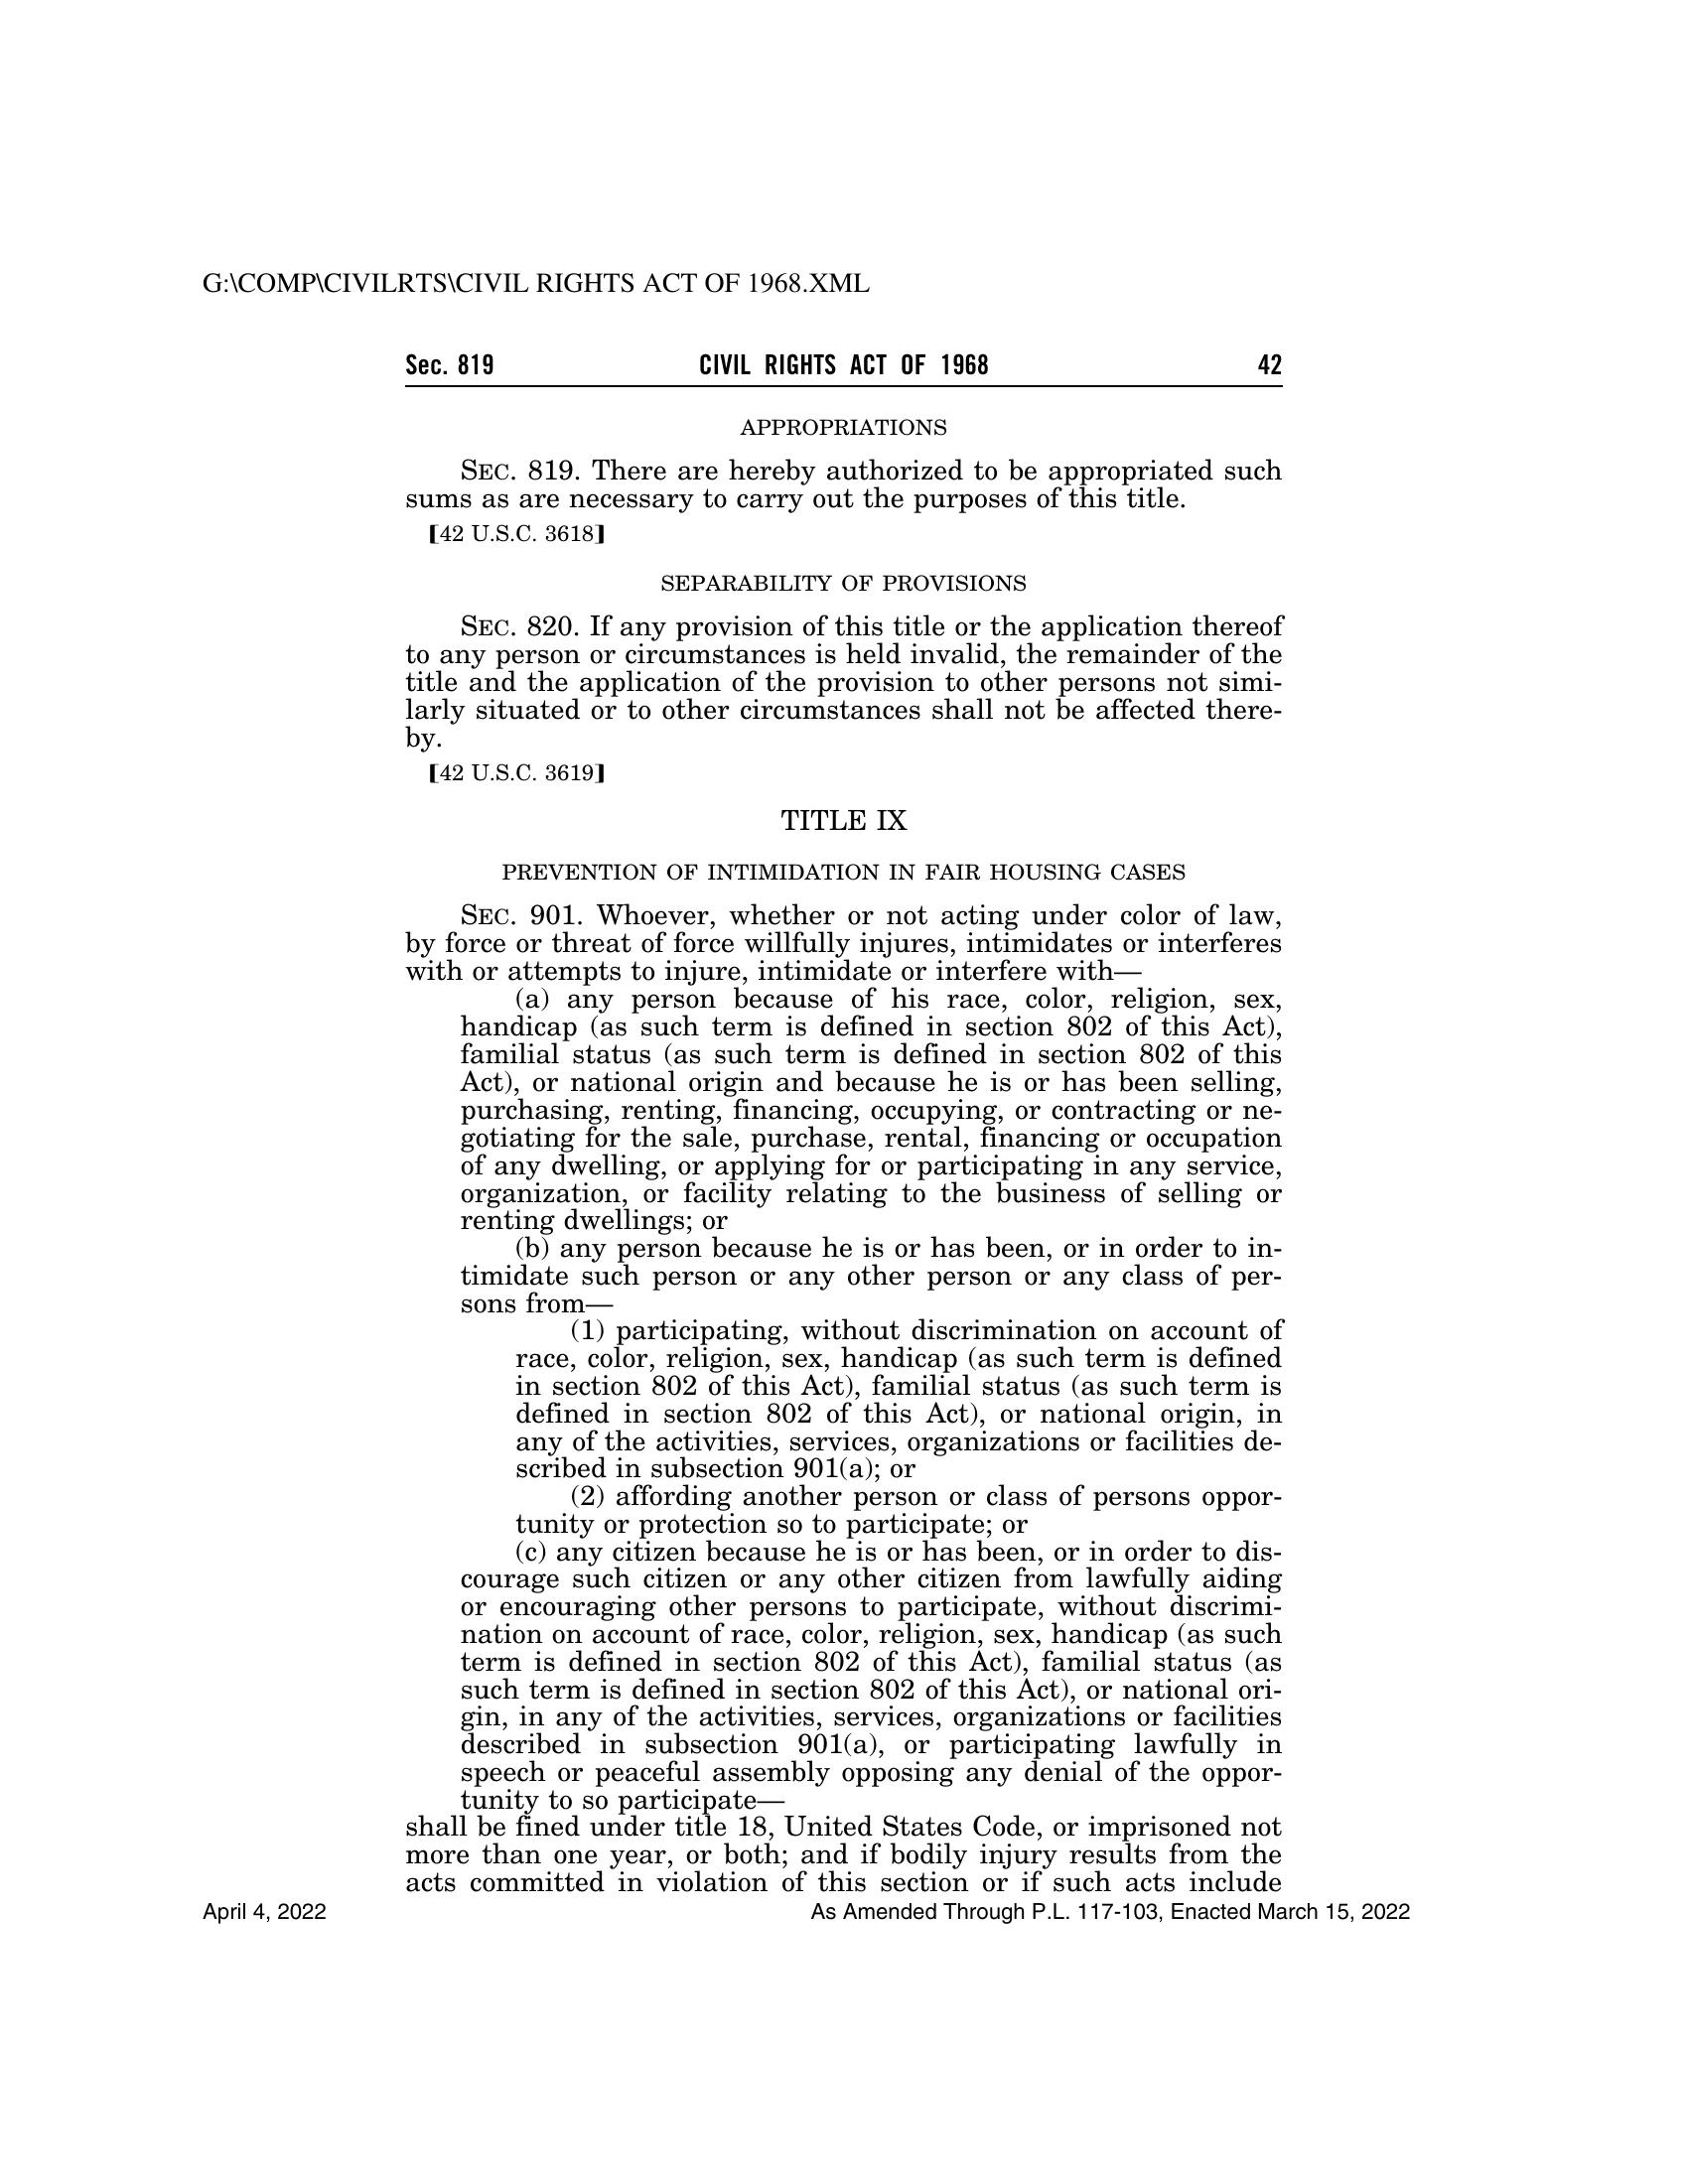 G:\COMP\CIVILRTS\CIVIL RIGHTS ACT OF 1968.XML
Sec. 819 CIVIL RIGHTS ACT OF 1968 42
APPROPRIATIONS
SEC. 819. There are hereby authorized to be appropriated such
sums as are necessary to carry out the purposes of this title.
【42 U.S.C. 3618】
SEPARABILITY OF PROVISIONS
SEC. 820. If any provision of this title or the application thereof
to any person or circumstances is held invalid, the remainder of the
title and the application of the provision to other persons not simi-
larly situated or to other circumstances shall not be affected there-
by.
【42 U.S.C. 3619】
TITLE IX
PREVENTION OF INTIMIDATION IN FAIR HOUSING CASES
SEC. 901. Whoever, whether or not acting under color of law,
by force or threat of force willfully injures, intimidates or interferes
with or attempts to injure, intimidate or interfere with—
(a) any person because of his race, color, religion, sex,
handicap (as such term is defined in section 802 of this Act),
familial status (as such term is defined in section 802 of this
Act), or national origin and because he is or has been selling,
purchasing, renting, financing, occupying, or contracting or ne-
gotiating for the sale, purchase, rental, financing or occupation
of any dwelling, or applying for or participating in any service,
organization, or facility relating to the business of selling or
renting dwellings; or
(b) any person because he is or has been, or in order to in-
timidate such person or any other person or any class of per-
sons from—
(1) participating, without discrimination on account of
race, color, religion, sex, handicap (as such term is defined
in section 802 of this Act), familial status (as such term is
defined in section 802 of this Act), or national origin, in
any of the activities, services, organizations or facilities de-
scribed in subsection 901(a); or
(2) affording another person or class of persons oppor-
tunity or protection so to participate; or
(c) any citizen because he is or has been, or in order to dis-
courage such citizen or any other citizen from lawfully aiding
or encouraging other persons to participate, without discrimi-
nation on account of race, color, religion, sex, handicap (as such
term is defined in section 802 of this Act), familial status (as
such term is defined in section 802 of this Act), or national ori-
gin, in any of the activities, services, organizations or facilities
described in subsection 901(a), or participating lawfully in
speech or peaceful assembly opposing any denial of the oppor-
tunity to so participate—
shall be fined under title 18, United States Code, or imprisoned not
more than one year, or both; and if bodily injury results from the
acts committed in violation of this section or if such acts include
April 4, 2022 As Amended Through P.L. 117-103, Enacted March 15, 2022